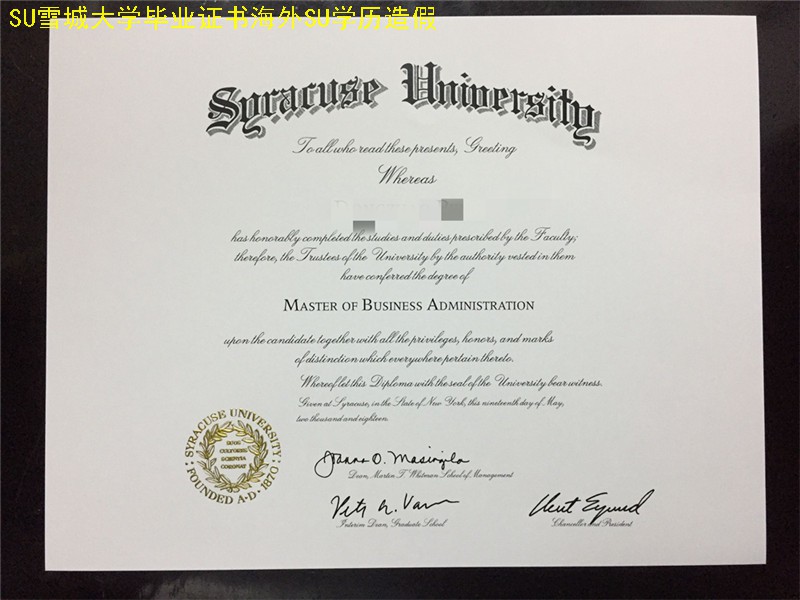 SU雪城大学毕业证书海外SU学历造假
Syracuse University
To all who read these presents, Greeting
Whereas
has honorably completed the studies and duties prescribed by the Faculty;
therefore, the Trustees of the University by the authority vested in them
have conferred the degree of
MASTER OF BUSINESS ADMINISTRATION
upon the candidate together with all the privileges, honors, and marks
of distinction which everywhere pertain thereto.
Whereof let this Diploma with the seal of the University bear witness.
Given at Syracuse, in the State of New York, this nineteenth day of May,
two thousand and eighteen.
SYRACUSE UNIVERSITY
FOUNDED A·D· 1870
SUOS
CULTORES
SCIENTIA
CORONAT
Joanna O. Masingila
Dean, Martin J. Whitman School of Management
Interim Dean, Graduate School
Chancellor and President